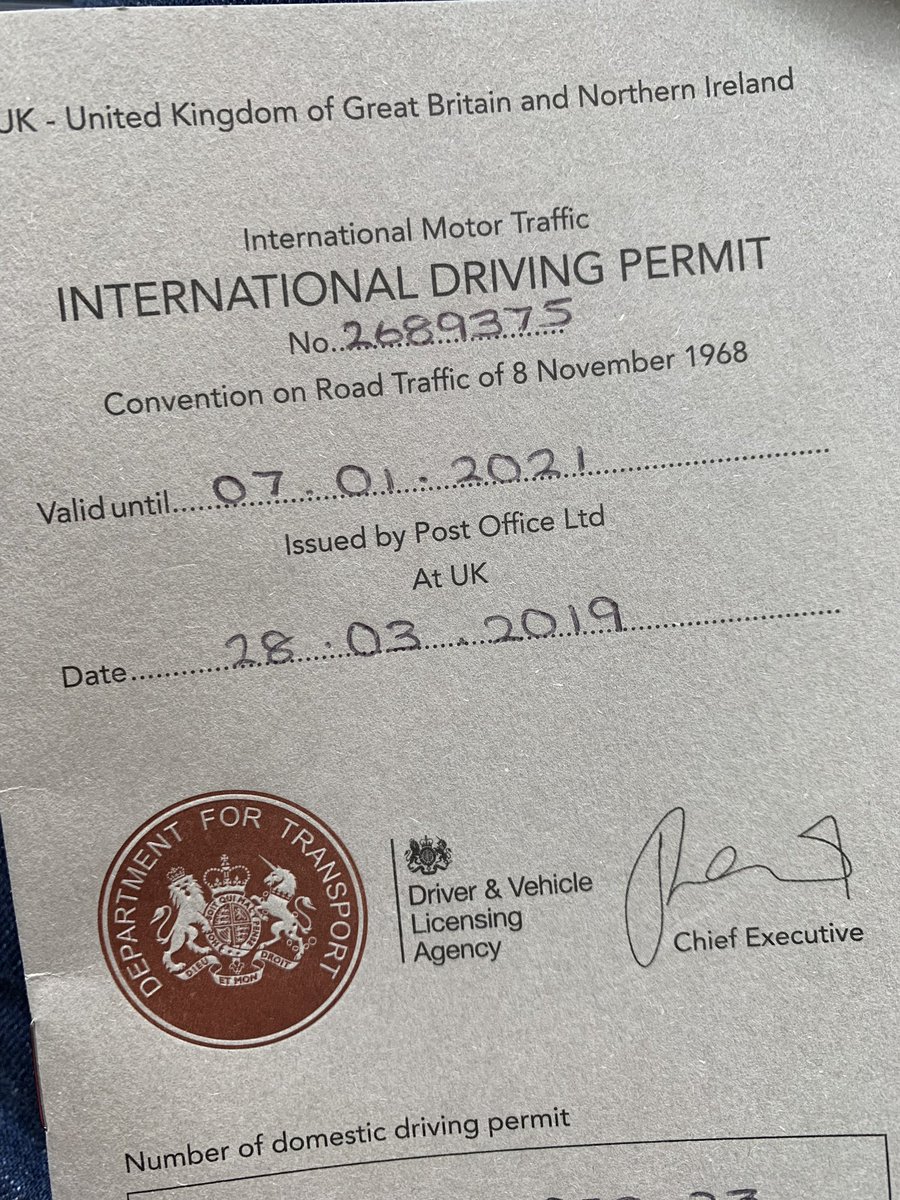 UK - United Kingdom of Great Britain and Northern Ireland
International Motor Traffic
INTERNATIONAL DRIVING PERMIT
No. 2689375
Convention on Road Traffic of 8 November 1968
Valid until 07.01.2021
Issued by Post Office Ltd
At UK
Date 28.03.2019
DEPARTMENT FOR TRANSPORT
DIEU ET MON DROIT
Driver & Vehicle
Licensing
Agency
Chief Executive
Number of domestic driving permit